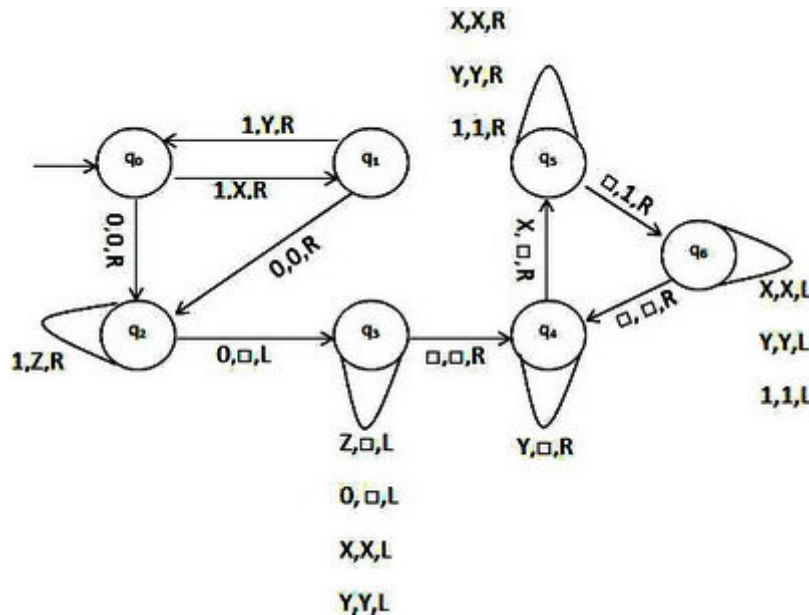 X,X,R
Y,Y,R
1,1,R
1,Y,R
q₀
q₁
q₅
1,X,R
□,1,R
0,0,R
0,0,R
X,□,R
q₆
X,X,L
Y,Y,L
1,1,L
□,□,R
q₂
q₃
q₄
1,Z,R
0,□,L
□,□,R
Z,□,L
0,□,L
X,X,L
Y,Y,L
Y,□,R